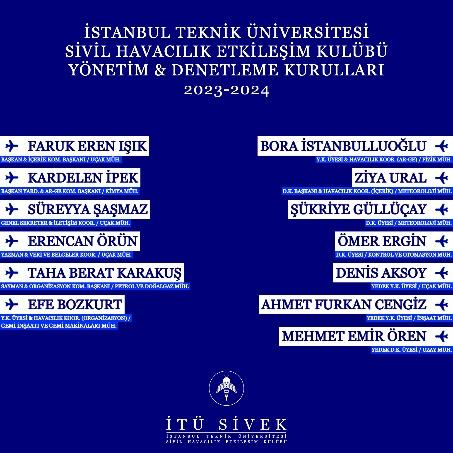 İSTANBUL TEKNİK ÜNİVERSİTESİ
SİVİL HAVACILIK ETKİLEŞİM KULÜBÜ
YÖNETİM & DENETLEME KURULLARI
2023-2024
FARUK EREN IŞIK
BAŞKAN & İÇERİK KOM. BAŞKANI / UÇAK MÜH.
KARDELEN İPEK
BAŞKAN YARD. & AR-GE KOM. BAŞKANI / KİMYA MÜH.
SÜREYYA ŞAŞMAZ
GENEL SEKRETER & İLETİŞİM KOOR. / UÇAK MÜH.
ERENCAN ÖRÜN
YAZMAN & VERİ VE BELGELER KOOR. / UÇAK MÜH.
TAHA BERAT KARAKUŞ
SAYMAN & ORGANİZASYON KOM. BAŞKANI / PETROL VE DOĞALGAZ MÜH.
EFE BOZKURT
Y.K. ÜYESİ & HAVACILIK KOOR. (ORGANİZASYON) /
GEMİ İNŞAATI VE GEMİ MAKİNALARI MÜH.
BORA İSTANBULLUOĞLU
Y.K. ÜYESİ & HAVACILIK KOOR. (AR-GE) / FİZİK MÜH.
ZİYA URAL
D.K. BAŞKANI & HAVACILIK KOOR. (İÇERİK) / METEOROLOJİ MÜH.
ŞÜKRİYE GÜLLÜÇAY
D.K. ÜYESİ / METEOROLOJİ MÜH.
ÖMER ERGİN
D.K. ÜYESİ / KONTROL VE OTOMASYON MÜH.
DENİS AKSOY
YEDEK Y.K. ÜYESİ / UÇAK MÜH.
AHMET FURKAN CENGİZ
YEDEK Y.K. ÜYESİ / İNŞAAT MÜH.
MEHMET EMİR ÖREN
YEDEK D.K. ÜYESİ / UZAY MÜH.
İTÜ SİVEK
İSTANBUL TEKNİK ÜNİVERSİTESİ
SİVİL HAVACILIK ETKİLEŞİM KULÜBÜ